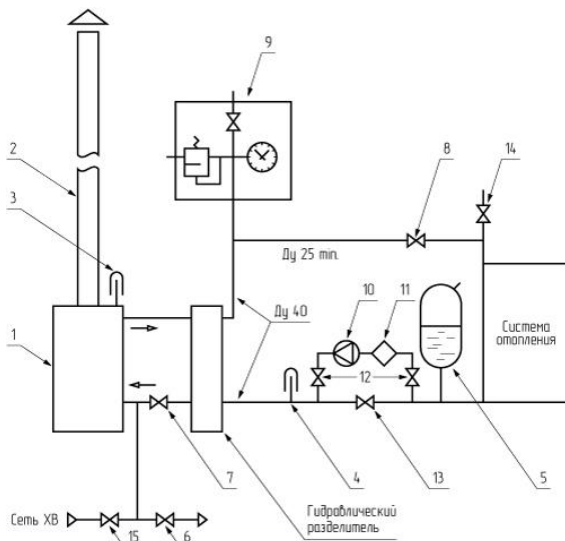 9
2
14
8
3
Ду 25 min.
10
11
Ду 40
1
Система
отопления
12
7
4
13
5
Гидравлический
разделитель
Сеть ХВ
15
6